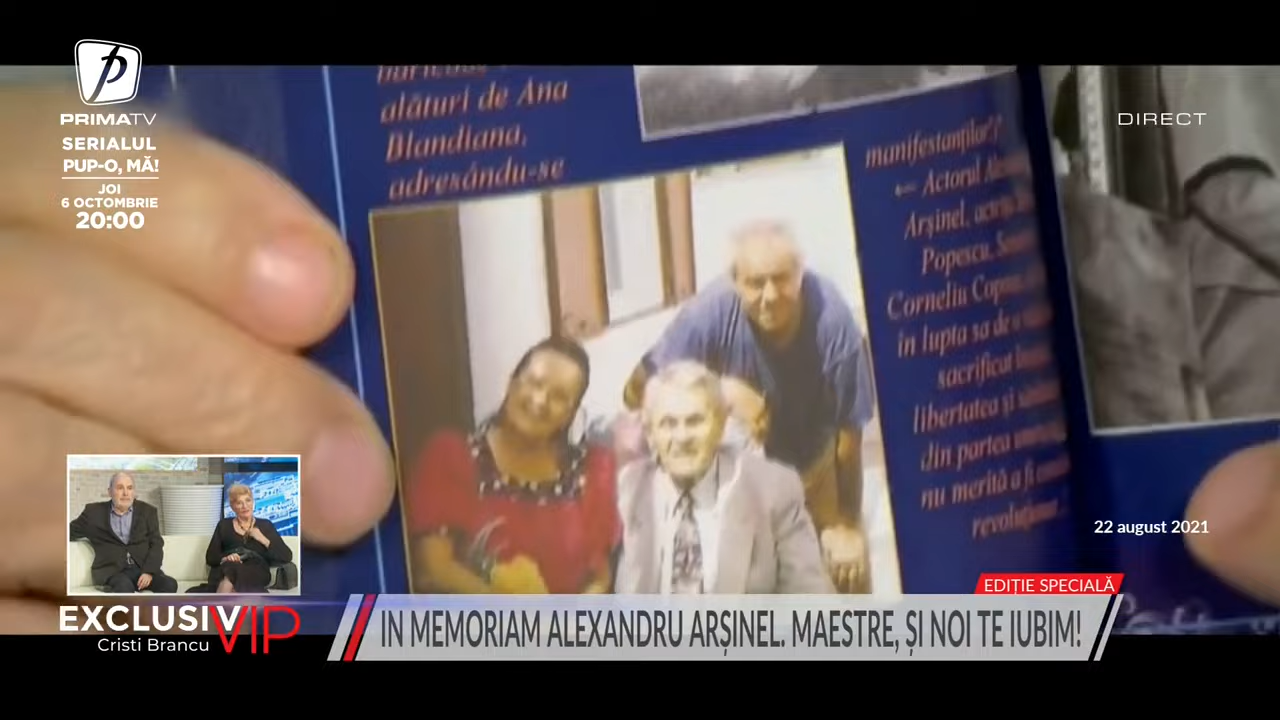 PRIMATV
SERIALUL
PUP-O, MĂ!
JOI
6 OCTOMBRIE
20:00
DIRECT
alături de Ana
Blandiana,
adresându-se
manifestanților?
← Actorul
Arșinel,
Popescu,
Corneliu
în lupta sa de
sacrificat
libertatea și
din partea
nu merită a fi
22 august 2021
EDIȚIE SPECIALĂ
EXCLUSIV VIP
Cristi Brancu
IN MEMORIAM ALEXANDRU ARȘINEL. MAESTRE, ȘI NOI TE IUBIM!